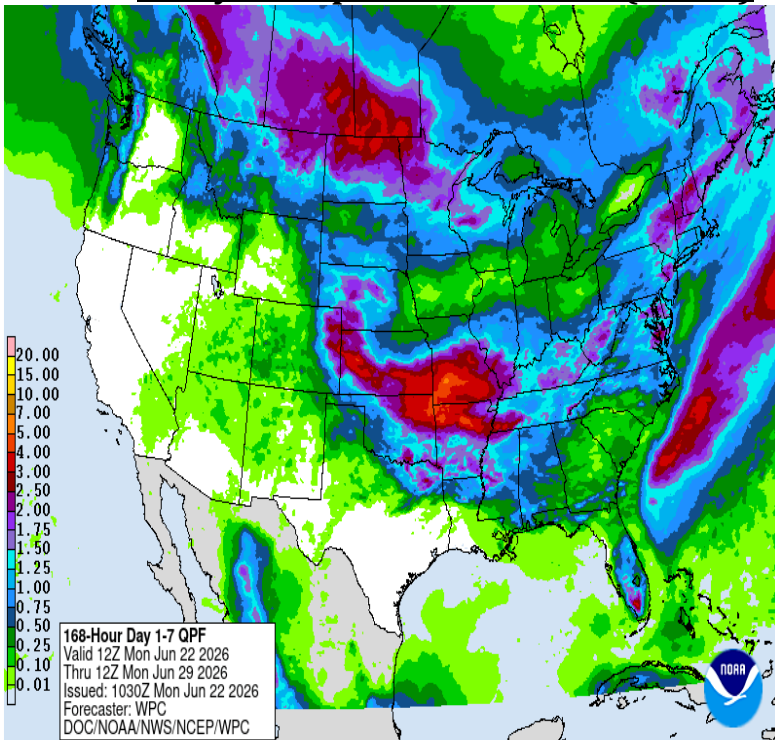 20.00
15.00
10.00
7.00
5.00
4.00
3.00
2.50
2.00
1.75
1.50
1.25
1.00
0.75
0.50
0.25
0.10
0.01
168-Hour Day 1-7 QPF
Valid 12Z Mon Jun 22 2026
Thru 12Z Mon Jun 29 2026
Issued: 1030Z Mon Jun 22 2026
Forecaster: WPC
DOC/NOAA/NWS/NCEP/WPC
NOAA